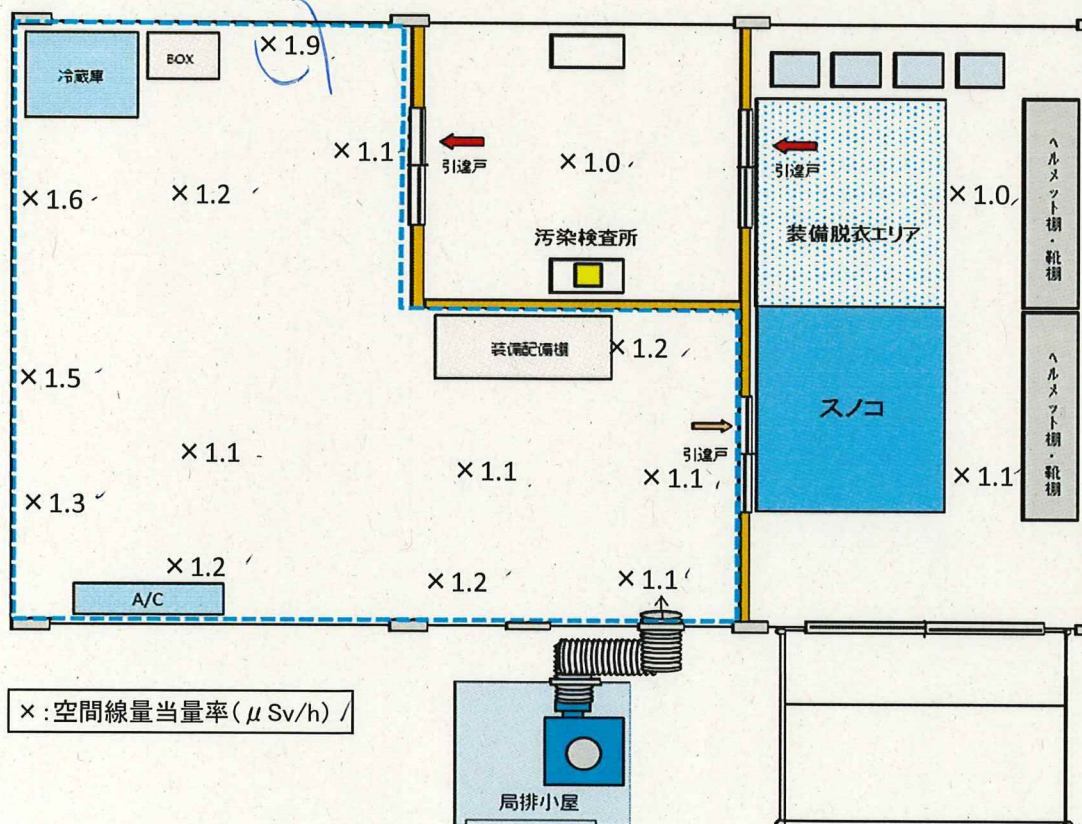 冷蔵庫
BOX
×1.9
×1.1
引違戸
×1.0
引違戸
×1.6
×1.2
×1.0
汚染検査所
装備脱衣エリア
ヘルメット棚・靴棚
装備配備棚
×1.2
×1.5
スノコ
ヘルメット棚・靴棚
×1.1
×1.1
引違戸
×1.1
×1.1
×1.3
×1.2
×1.2
×1.1
A/C
×:空間線量当量率(μSv/h)
局排小屋